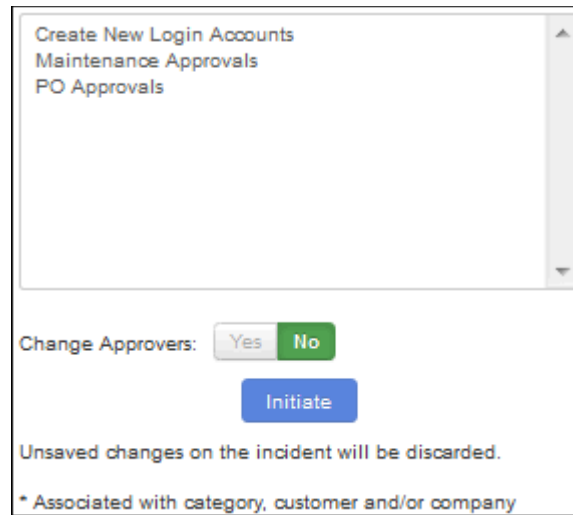 Create New Login Accounts
Maintenance Approvals
PO Approvals
Change Approvers: Yes No
Initiate
Unsaved changes on the incident will be discarded.
* Associated with category, customer and/or company